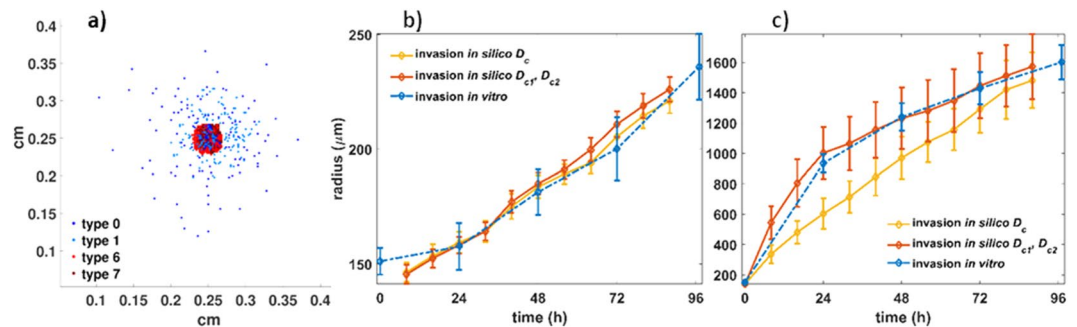 a)
0.4
0.35
0.3
0.25
0.2
0.15
0.1
cm
type 0
type 1
type 6
type 7
0.1 0.15 0.2 0.25 0.3 0.35 0.4
cm
b)
250
200
150
radius (μm)
invasion in silico Dc
invasion in silico Dc1, Dc2
invasion in vitro
0 24 48 72 96
time (h)
c)
1600
1400
1200
1000
800
600
400
200
invasion in silico Dc
invasion in silico Dc1, Dc2
invasion in vitro
0 24 48 72 96
time (h)